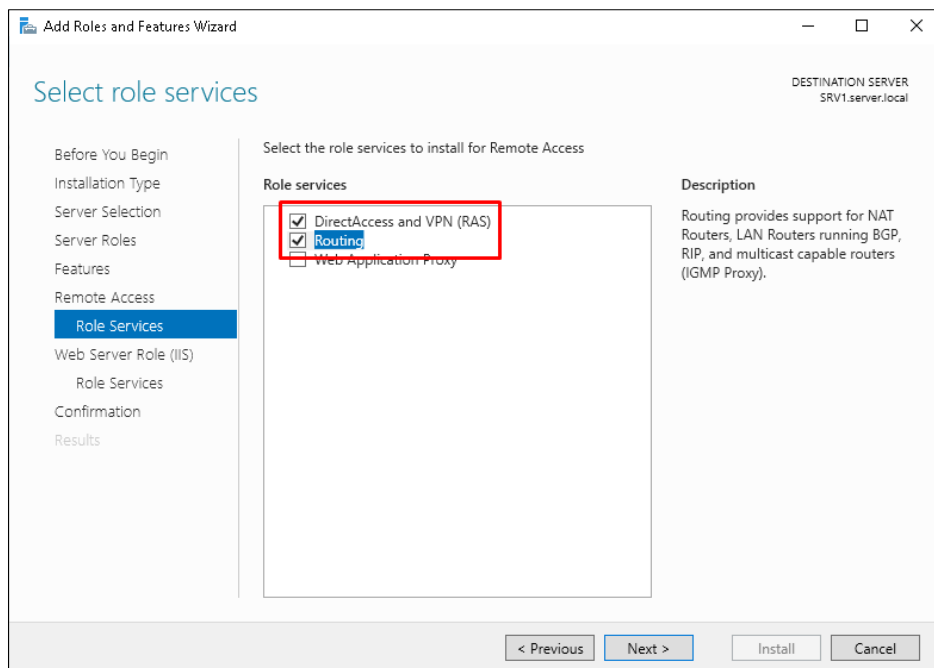 Add Roles and Features Wizard
Select role services
DESTINATION SERVER
SRV1.server.local
Before You Begin
Installation Type
Server Selection
Server Roles
Features
Remote Access
Role Services
Web Server Role (IIS)
Role Services
Confirmation
Results
Select the role services to install for Remote Access
Role services
DirectAccess and VPN (RAS)
Routing
Web Application Proxy
Description
Routing provides support for NAT
Routers, LAN Routers running BGP,
RIP, and multicast capable routers
(IGMP Proxy).
< Previous
Next >
Install
Cancel